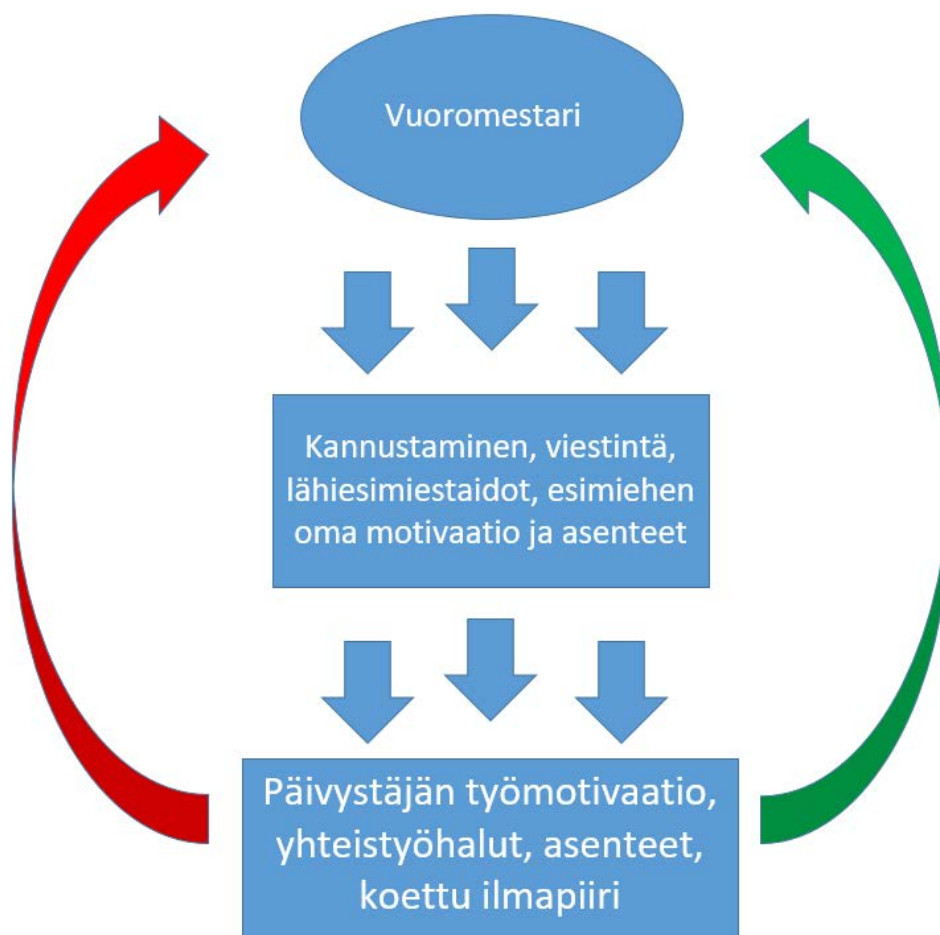 Vuoromestari
Kannustaminen, viestintä,
lähiesimiestaidot, esimiehen
oma motivaatio ja asenteet
Päivystäjän työmotivaatio,
yhteistyöhalut, asenteet,
koettu ilmapiiri